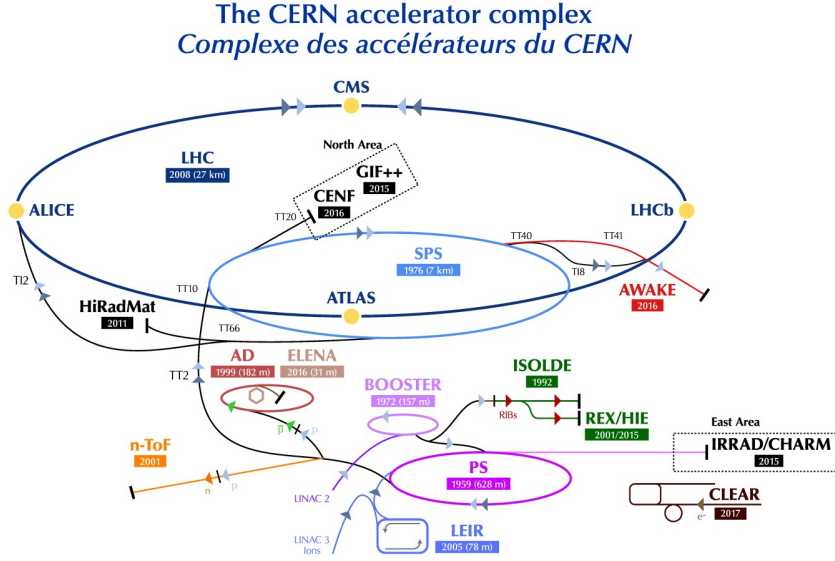 The CERN accelerator complex
Complexe des accélérateurs du CERN
CMS
North Area
LHC
2008 (27 km)
GIF++
2015
CENF
2016
TT20
ALICE
LHCb
TT40
TT41
SPS
1976 (7 km)
TI8
TI2
TT10
AWAKE
2016
ATLAS
HiRadMat
2011
TT66
AD
1999 (182 m)
ELENA
2016 (31 m)
TT2
BOOSTER
1972 (157 m)
ISOLDE
1992
RIBs
REX/HIE
2001/2015
East Area
IRRAD/CHARM
2015
p
p
n-ToF
2001
n
p
PS
1959 (628 m)
LINAC 2
CLEAR
2017
e-
LEIR
2005 (78 m)
LINAC 3
Ions